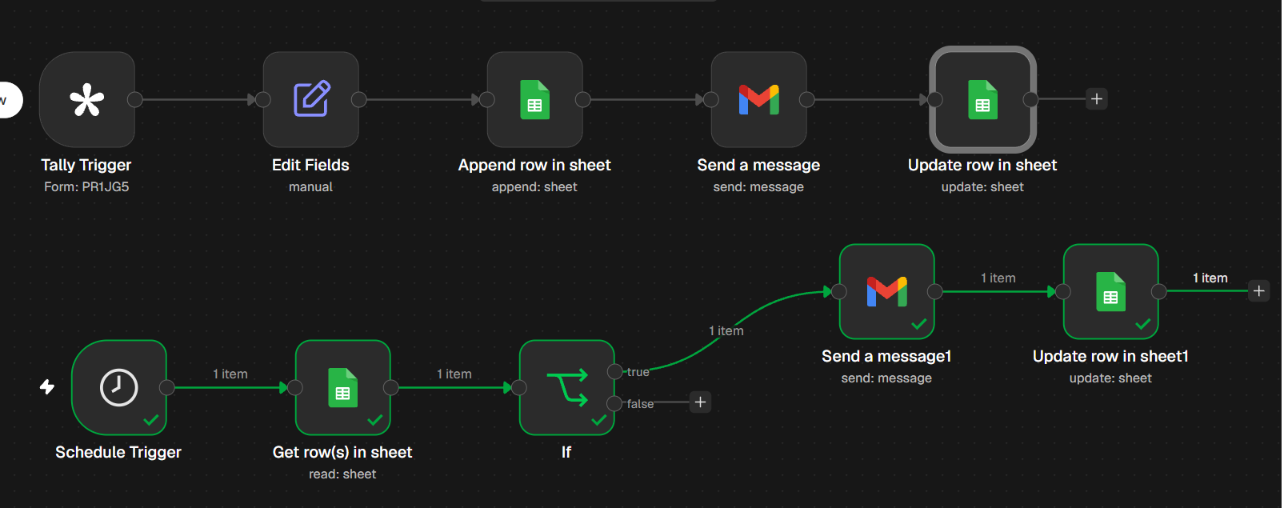 w
Tally Trigger
Form: PR1JG5
Edit Fields
manual
Append row in sheet
append: sheet
Send a message
send: message
Update row in sheet
update: sheet
1 item
1 item
1 item
1 item
1 item
true
false
Send a message1
send: message
Update row in sheet1
update: sheet
Schedule Trigger
Get row(s) in sheet
read: sheet
If